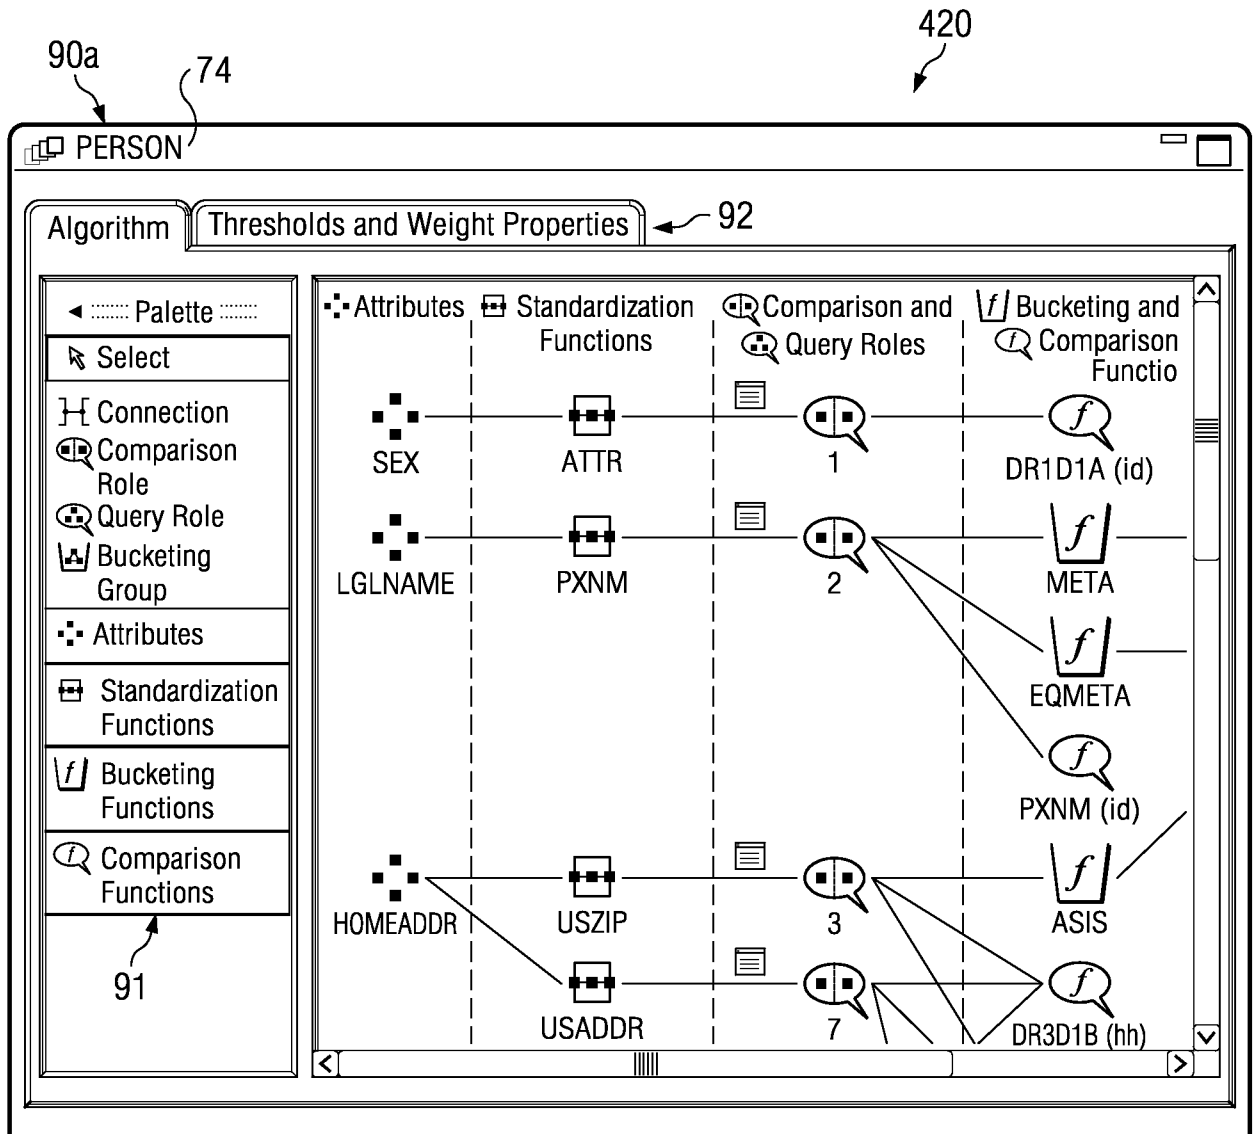 420
90a
74
PERSON
Algorithm
Thresholds and Weight Properties
92
Palette
Select
Connection
Comparison
Role
Query Role
Bucketing
Group
Attributes
Standardization
Functions
f Bucketing
Functions
f Comparison
Functions
91
Attributes
Standardization
Functions
Comparison and
Query Roles
f Bucketing and
f Comparison
Functio
SEX
ATTR
1
f
DR1D1A (id)
LGLNAME
PXNM
2
f
META
f
EQMETA
f
PXNM (id)
HOMEADDR
USZIP
3
f
ASIS
USADDR
7
f
DR3D1B (hh)